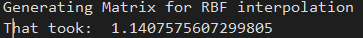 Generating Matrix for RBF interpolation
That took:  1.1407575607299805